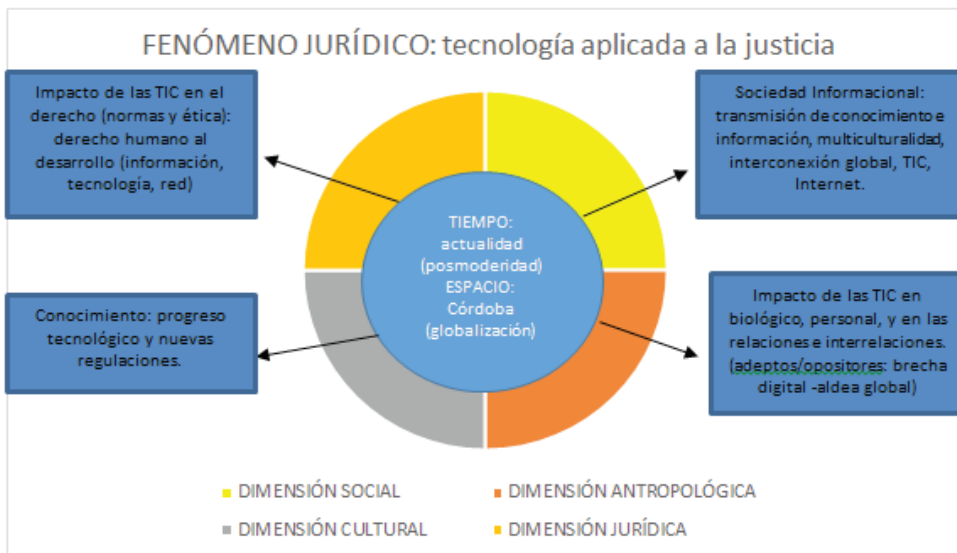 FENÓMENO JURÍDICO: tecnología aplicada a la justicia
Impacto de las TIC en el
derecho (normas y ética):
derecho humano al
desarrollo (información,
tecnología, red)
Sociedad Informacional:
transmisión de conocimiento e
información, multiculturalidad,
interconexión global, TIC,
Internet.
TIEMPO:
actualidad
(posmoderidad)
ESPACIO:
Córdoba
(globalización)
Conocimiento: progreso
tecnológico y nuevas
regulaciones.
Impacto de las TIC en
biológico, personal, y en las
relaciones e interrelaciones.
(adeptos/opositores: brecha
digital -aldea global)
DIMENSIÓN SOCIAL
DIMENSIÓN ANTROPOLÓGICA
DIMENSIÓN CULTURAL
DIMENSIÓN JURÍDICA